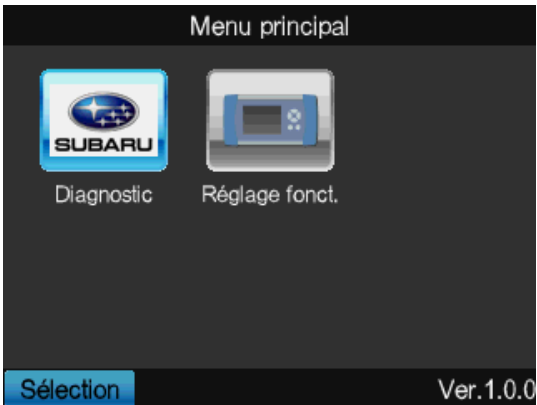 Menu principal
SUBARU
Diagnostic
Réglage fonct.
Sélection
Ver.1.0.0